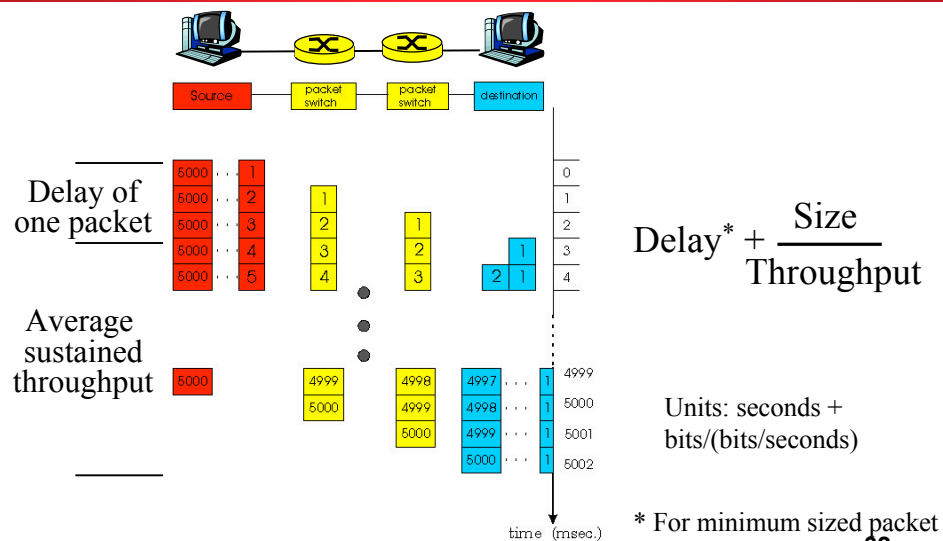 Source packet switch packet switch destination
Delay of one packet
5000 . . . 1 0
5000 . . . 2 1 1
5000 . . . 3 2 1 2
5000 . . . 4 3 2 1 3
5000 . . . 5 4 3 2 1 4
Delay* + Size / Throughput
Average sustained throughput
5000 4999 4998 4997 . . . 1 4999
5000 4999 4998 . . . 1 5000
5000 4999 . . . 1 5001
5000 . . . 1 5002
Units: seconds +
bits/(bits/seconds)
time (msec.)
* For minimum sized packet